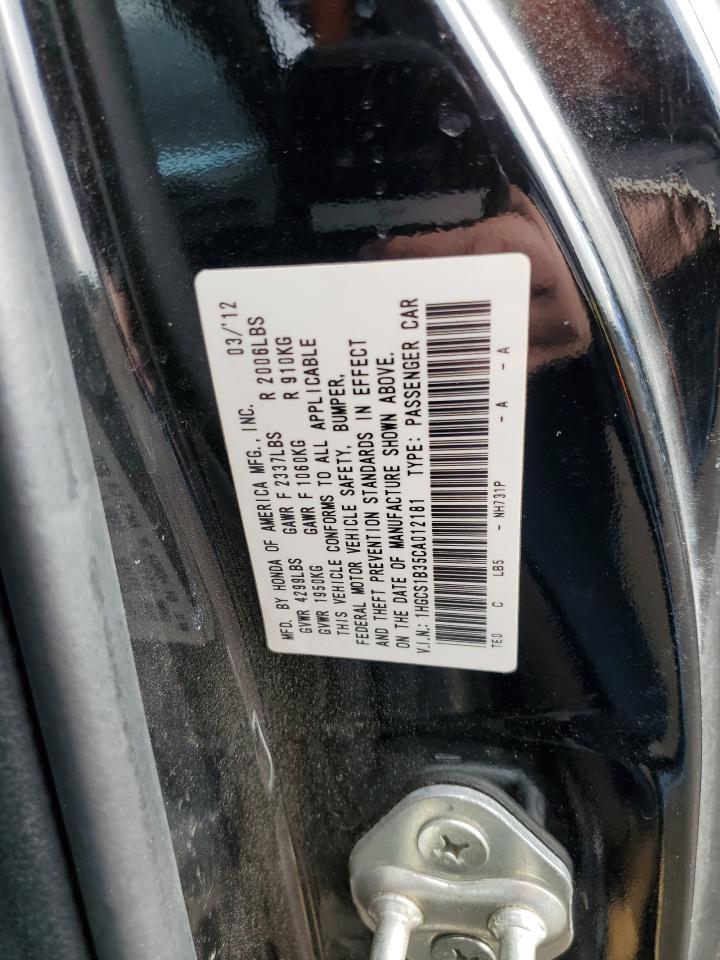 MFD. BY HONDA OF AMERICA MFG., INC. 03/'12
GVWR 4299LBS GAWR F 2337LBS R 2006LBS
GVWR 1950KG GAWR F 1060KG R 910KG
THIS VEHICLE CONFORMS TO ALL APPLICABLE
FEDERAL MOTOR VEHICLE SAFETY, BUMPER,
AND THEFT PREVENTION STANDARDS IN EFFECT
ON THE DATE OF MANUFACTURE SHOWN ABOVE.
V.I.N.: 1HGCS1B35CA012181 TYPE: PASSENGER CAR
TE0 C LB5 - NH731P - A - A